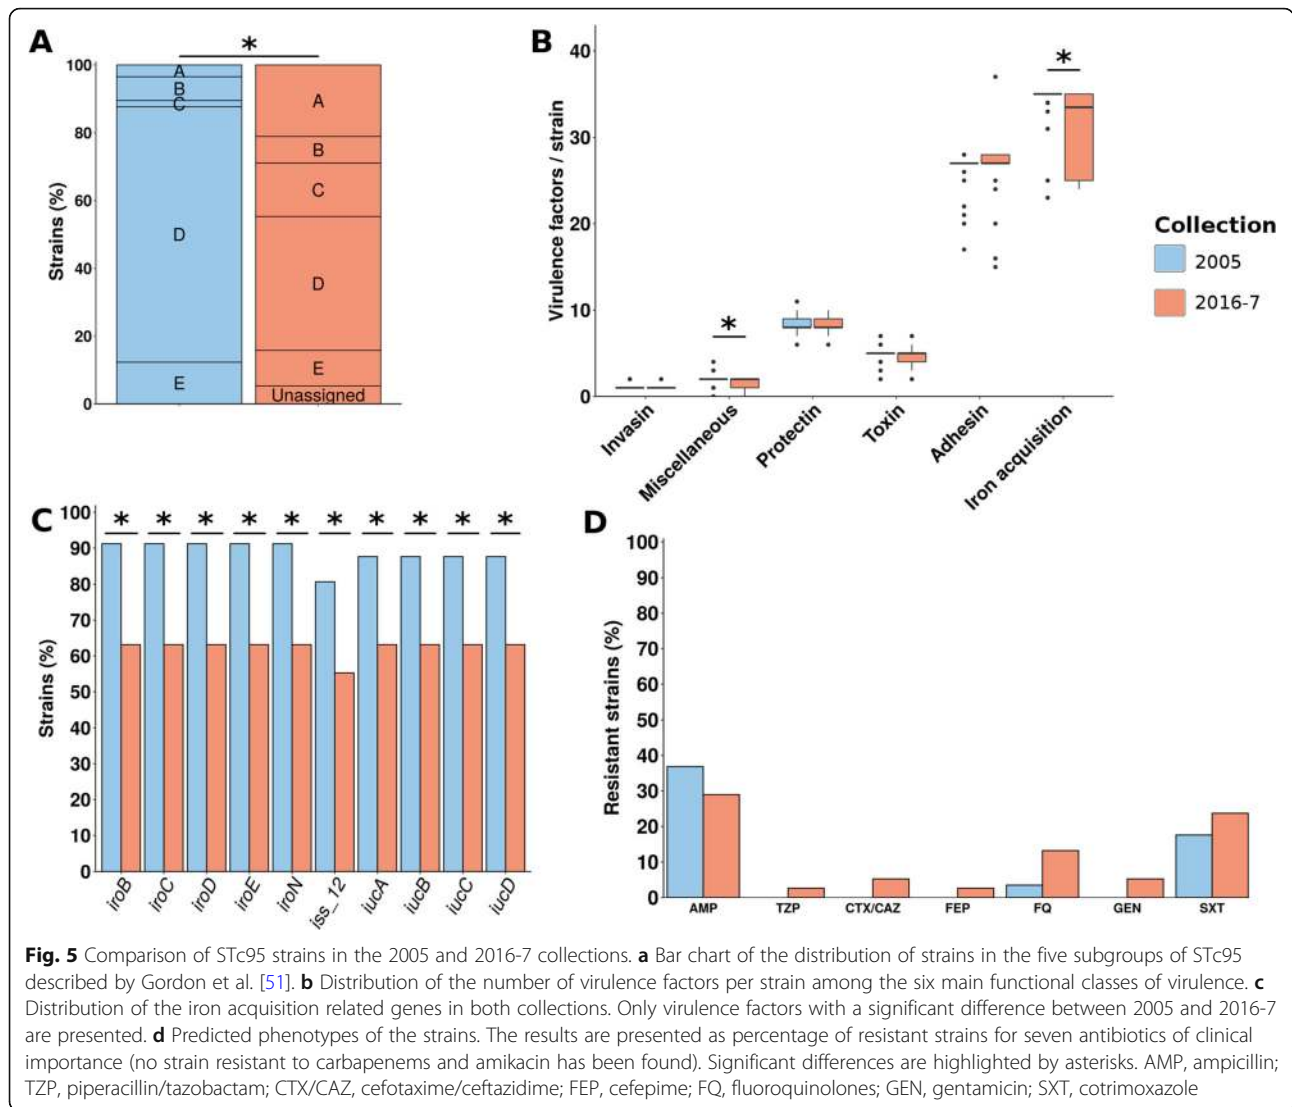 A
*
Strains (%)
100
80
60
40
20
0
A
B
C
D
E
A
B
C
D
E
Unassigned
B
Virulence factors / strain
40
30
20
10
0
*
*
Invasin
Miscellaneous
Protectin
Toxin
Adhesin
Iron acquisition
Collection
2005
2016-7
C
Strains (%)
100
90
80
70
60
50
40
30
20
10
0
* * * * * * * * * *
iroB
iroC
iroD
iroE
iroN
iss_12
iucA
iucB
iucC
iucD
D
Resistant strains (%)
100
90
80
70
60
50
40
30
20
10
0
AMP
TZP
CTX/CAZ
FEP
FQ
GEN
SXT
Fig. 5 Comparison of STc95 strains in the 2005 and 2016-7 collections. a Bar chart of the distribution of strains in the five subgroups of STc95
described by Gordon et al. [51]. b Distribution of the number of virulence factors per strain among the six main functional classes of virulence. c
Distribution of the iron acquisition related genes in both collections. Only virulence factors with a significant difference between 2005 and 2016-7
are presented. d Predicted phenotypes of the strains. The results are presented as percentage of resistant strains for seven antibiotics of clinical
importance (no strain resistant to carbapenems and amikacin has been found). Significant differences are highlighted by asterisks. AMP, ampicillin;
TZP, piperacillin/tazobactam; CTX/CAZ, cefotaxime/ceftazidime; FEP, cefepime; FQ, fluoroquinolones; GEN, gentamicin; SXT, cotrimoxazole